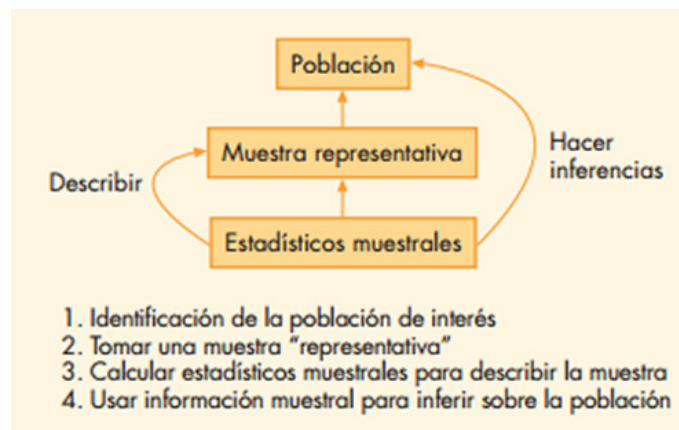 Población
Muestra representativa
Hacer
inferencias
Describir
Estadísticos muestrales
1. Identificación de la población de interés
2. Tomar una muestra “representativa”
3. Calcular estadísticos muestrales para describir la muestra
4. Usar información muestral para inferir sobre la población